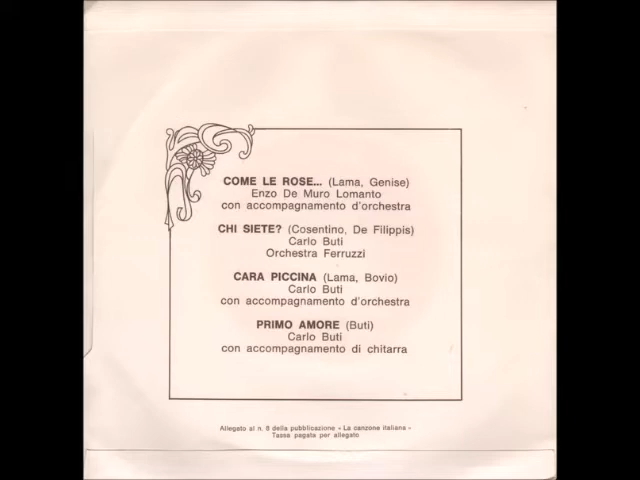 COME LE ROSE... (Lama, Genise)
Enzo De Muro Lomanto
con accompagnamento d'orchestra
CHI SIETE? (Cosentino, De Filippis)
Carlo Buti
Orchestra Ferruzzi
CARA PICCINA (Lama, Bovio)
Carlo Buti
con accompagnamento d'orchestra
PRIMO AMORE (Buti)
Carlo Buti
con accompagnamento di chitarra
Allegato al n. 8 della pubblicazione « La canzone italiana »
Tassa pagata per allegato